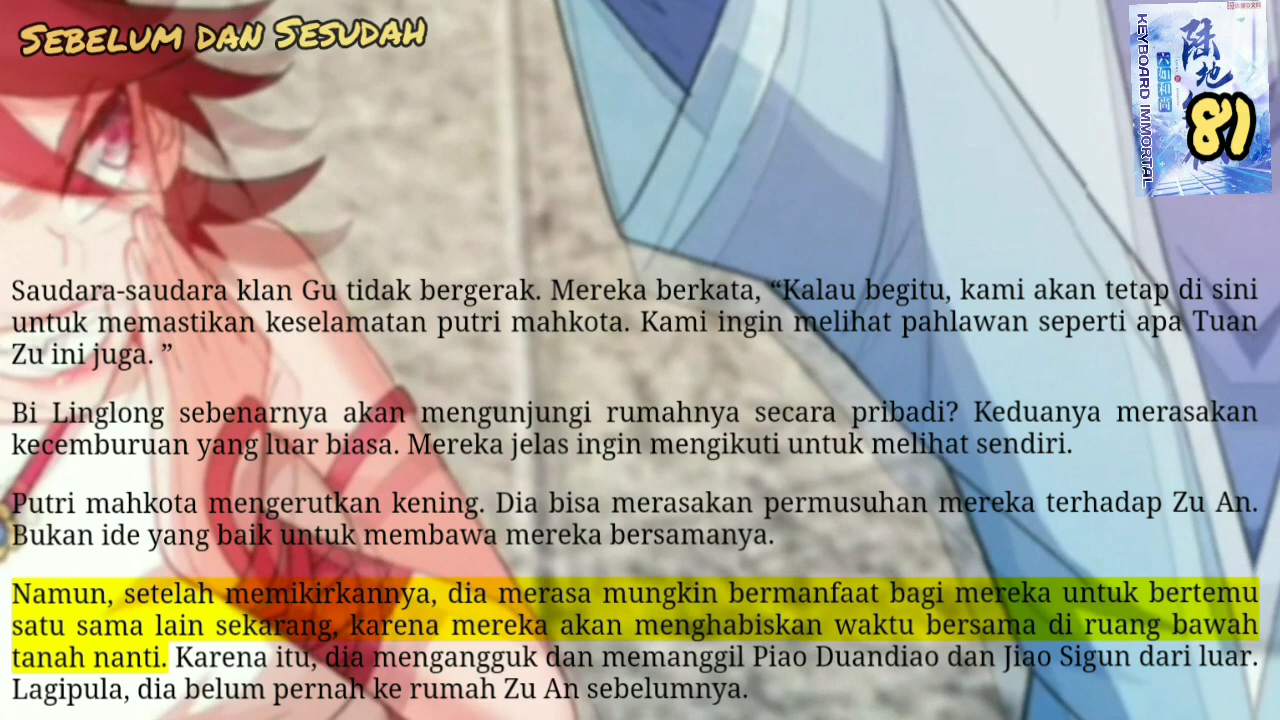 SEBELUM DAN SESUDAH
KEYBOARD IMMORTAL
陆地
六如和尚
81
Saudara-saudara klan Gu tidak bergerak. Mereka berkata, “Kalau begitu, kami akan tetap di sini
untuk memastikan keselamatan putri mahkota. Kami ingin melihat pahlawan seperti apa Tuan
Zu ini juga. ”
Bi Linglong sebenarnya akan mengunjungi rumahnya secara pribadi? Keduanya merasakan
kecemburuan yang luar biasa. Mereka jelas ingin mengikuti untuk melihat sendiri.
Putri mahkota mengerutkan kening. Dia bisa merasakan permusuhan mereka terhadap Zu An.
Bukan ide yang baik untuk membawa mereka bersamanya.
Namun, setelah memikirkannya, dia merasa mungkin bermanfaat bagi mereka untuk bertemu
satu sama lain sekarang, karena mereka akan menghabiskan waktu bersama di ruang bawah
tanah nanti. Karena itu, dia mengangguk dan memanggil Piao Duandiao dan Jiao Sigun dari luar.
Lagipula, dia belum pernah ke rumah Zu An sebelumnya.